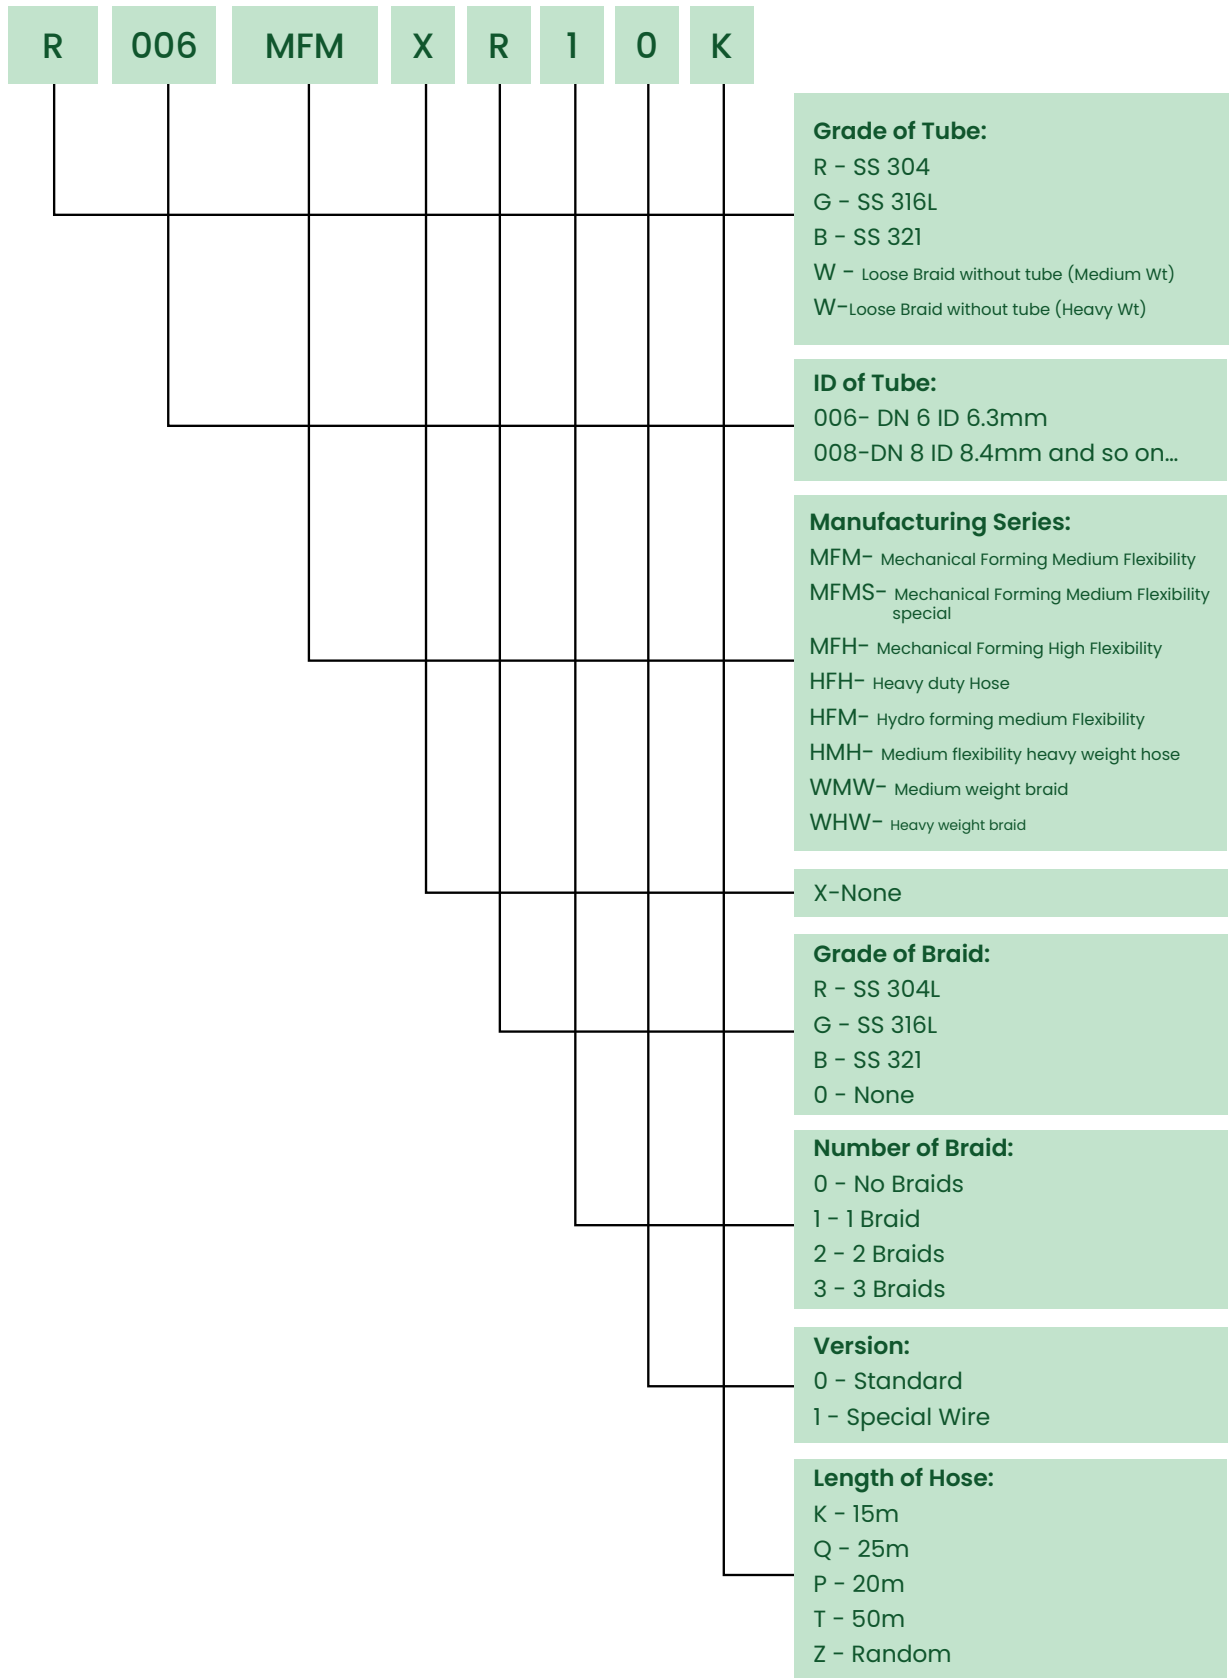 R 006 MFM X R 1 0 K
Grade of Tube:
R - SS 304
G - SS 316L
B - SS 321
W - Loose Braid without tube (Medium Wt)
W-Loose Braid without tube (Heavy Wt)
ID of Tube:
006- DN 6 ID 6.3mm
008-DN 8 ID 8.4mm and so on...
Manufacturing Series:
MFM- Mechanical Forming Medium Flexibility
MFMS- Mechanical Forming Medium Flexibility
special
MFH- Mechanical Forming High Flexibility
HFH- Heavy duty Hose
HFM- Hydro forming medium Flexibility
HMH- Medium flexibility heavy weight hose
WMW- Medium weight braid
WHW- Heavy weight braid
X-None
Grade of Braid:
R - SS 304L
G - SS 316L
B - SS 321
0 - None
Number of Braid:
0 - No Braids
1 - 1 Braid
2 - 2 Braids
3 - 3 Braids
Version:
0 - Standard
1 - Special Wire
Length of Hose:
K - 15m
Q - 25m
P - 20m
T - 50m
Z - Random